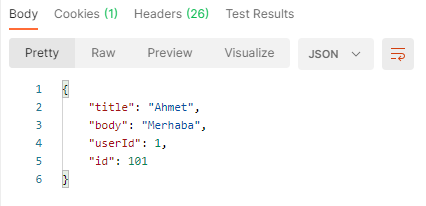 Body Cookies (1) Headers (26) Test Results
Pretty Raw Preview Visualize JSON
1 {
2 "title": "Ahmet",
3 "body": "Merhaba",
4 "userId": 1,
5 "id": 101
6 }